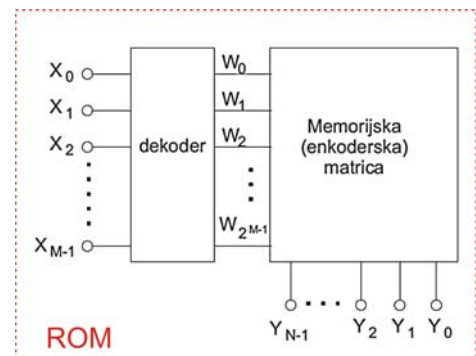 X0 W0
X1 W1
X2 dekoder W2 Memorijska
(enkoderska)
matrica
XM-1 W2M-1
YN-1 Y2 Y1 Y0
ROM